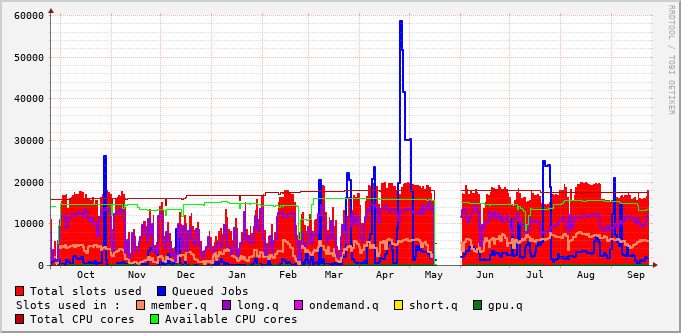 60000
50000
40000
30000
20000
10000
0
Oct Nov Dec Jan Feb Mar Apr May Jun Jul Aug Sep
RRDTOOL / TOBI OETIKER
Total slots used Queued Jobs
Slots used in : member.q long.q ondemand.q short.q gpu.q
Total CPU cores Available CPU cores